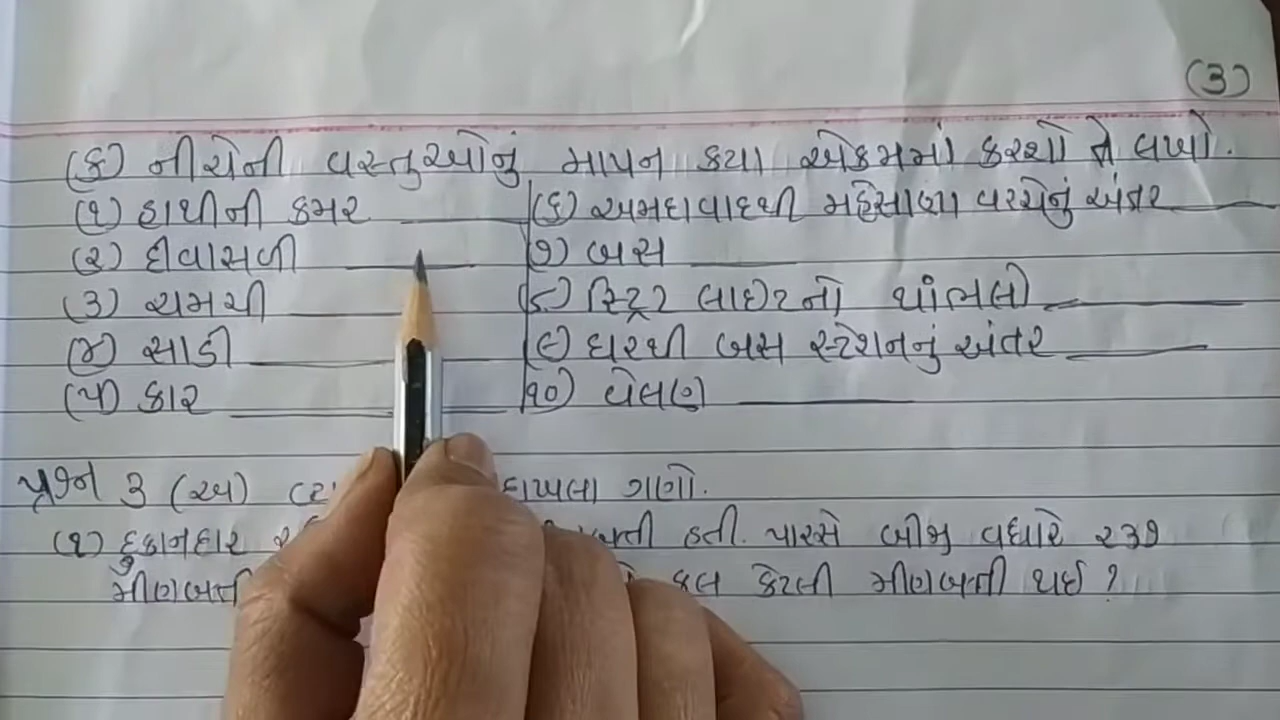 (૩)
(ક) નીચેની વસ્તુઓનું માપન કયા એકમમાં કરશો તે લખો.
(૧) હાથીની કમર
(૨) દીવાસળી
(૩) ચમચી
(૪) સાડી
(૫) કાર
(૬) અમદાવાદથી મહેસાણા વચ્ચેનું અંતર
(૭) બસ
(૮) સ્ટ્રિટ લાઇટનો થાંભલો
(૯) ઘરથી બસ સ્ટેશનનું અંતર
(૧૦) વેલણ
પ્રશ્ન ૩ (અ) દાખલા ગણો.
(૧) દુકાનદાર હતી. પારસે બીજી વધારે ૨૩૭
મીણબત્તી કુલ કેટલી મીણબત્તી થઈ ?